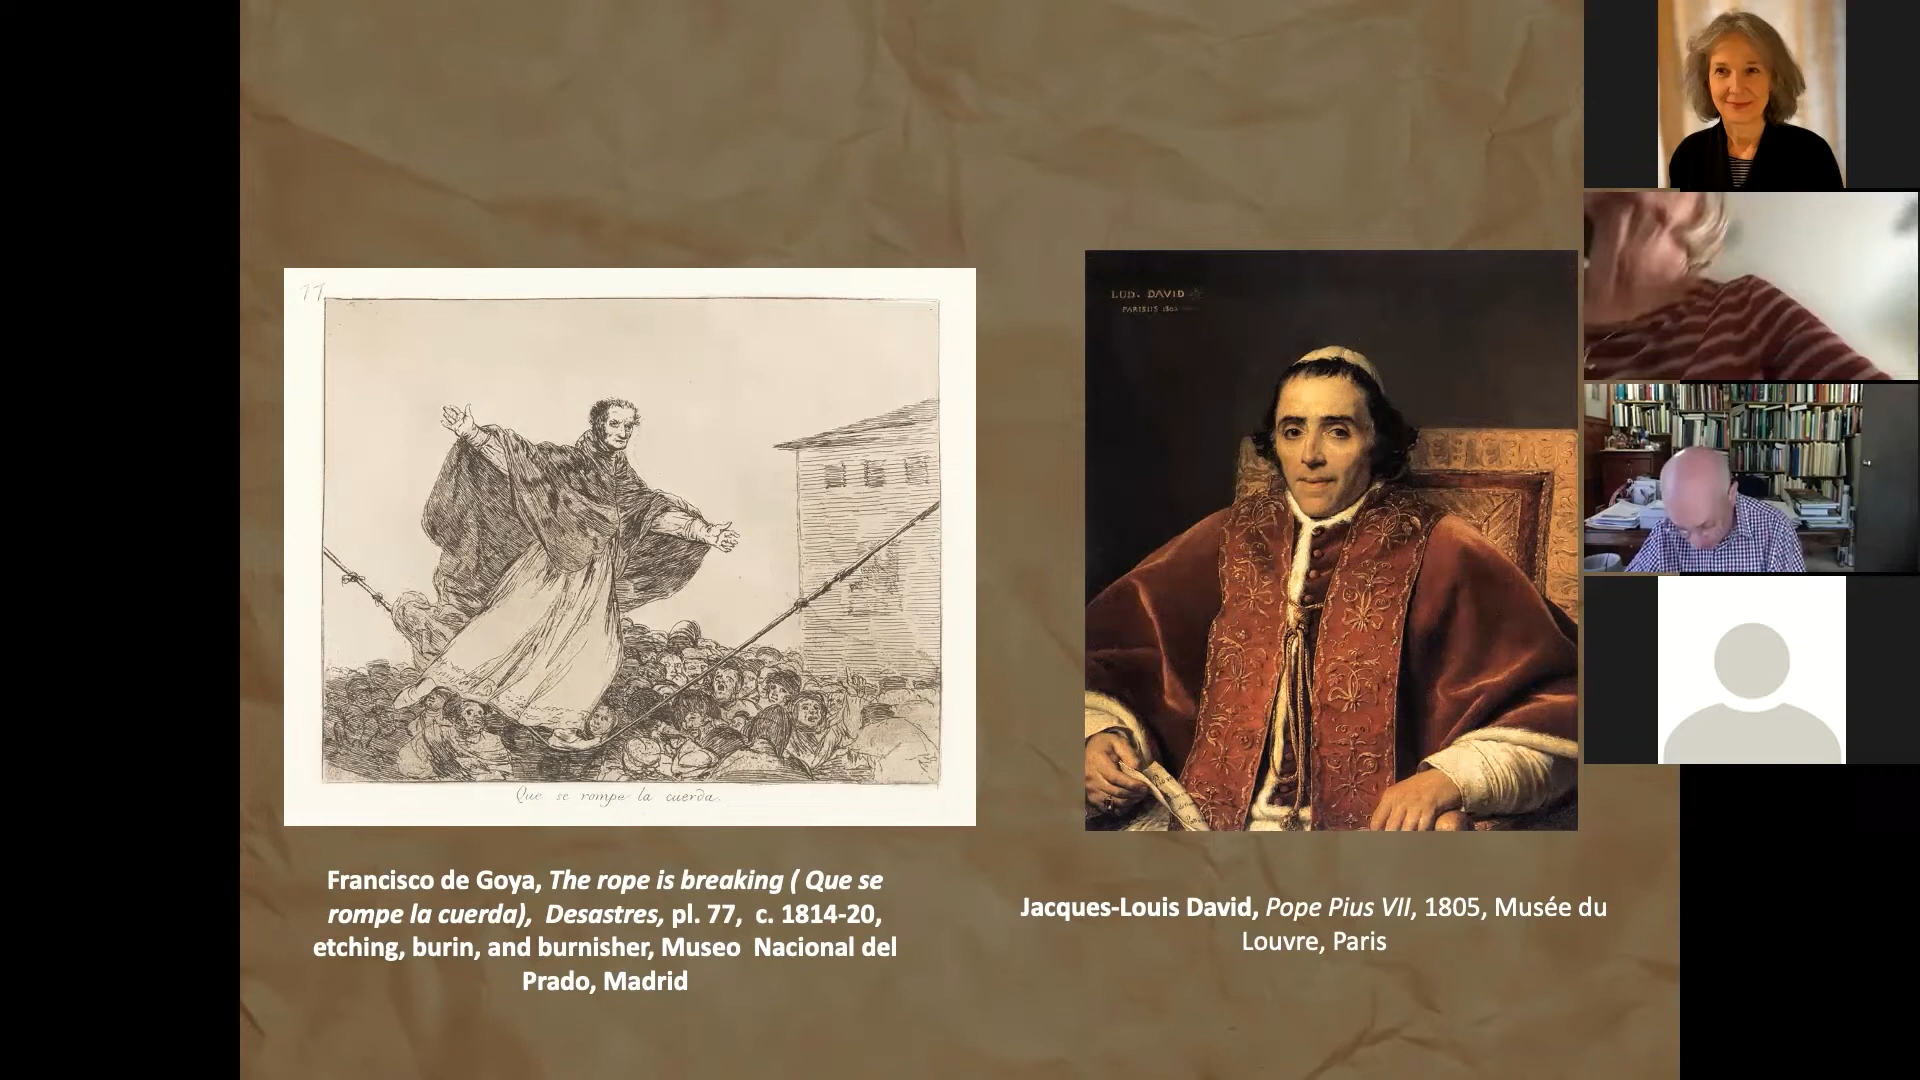 77
Que se rompe la cuerda.
LUD. DAVID
PARISIIS 1805
Francisco de Goya, The rope is breaking ( Que se
rompe la cuerda), Desastres, pl. 77, c. 1814-20,
etching, burin, and burnisher, Museo Nacional del
Prado, Madrid
Jacques-Louis David, Pope Pius VII, 1805, Musée du
Louvre, Paris